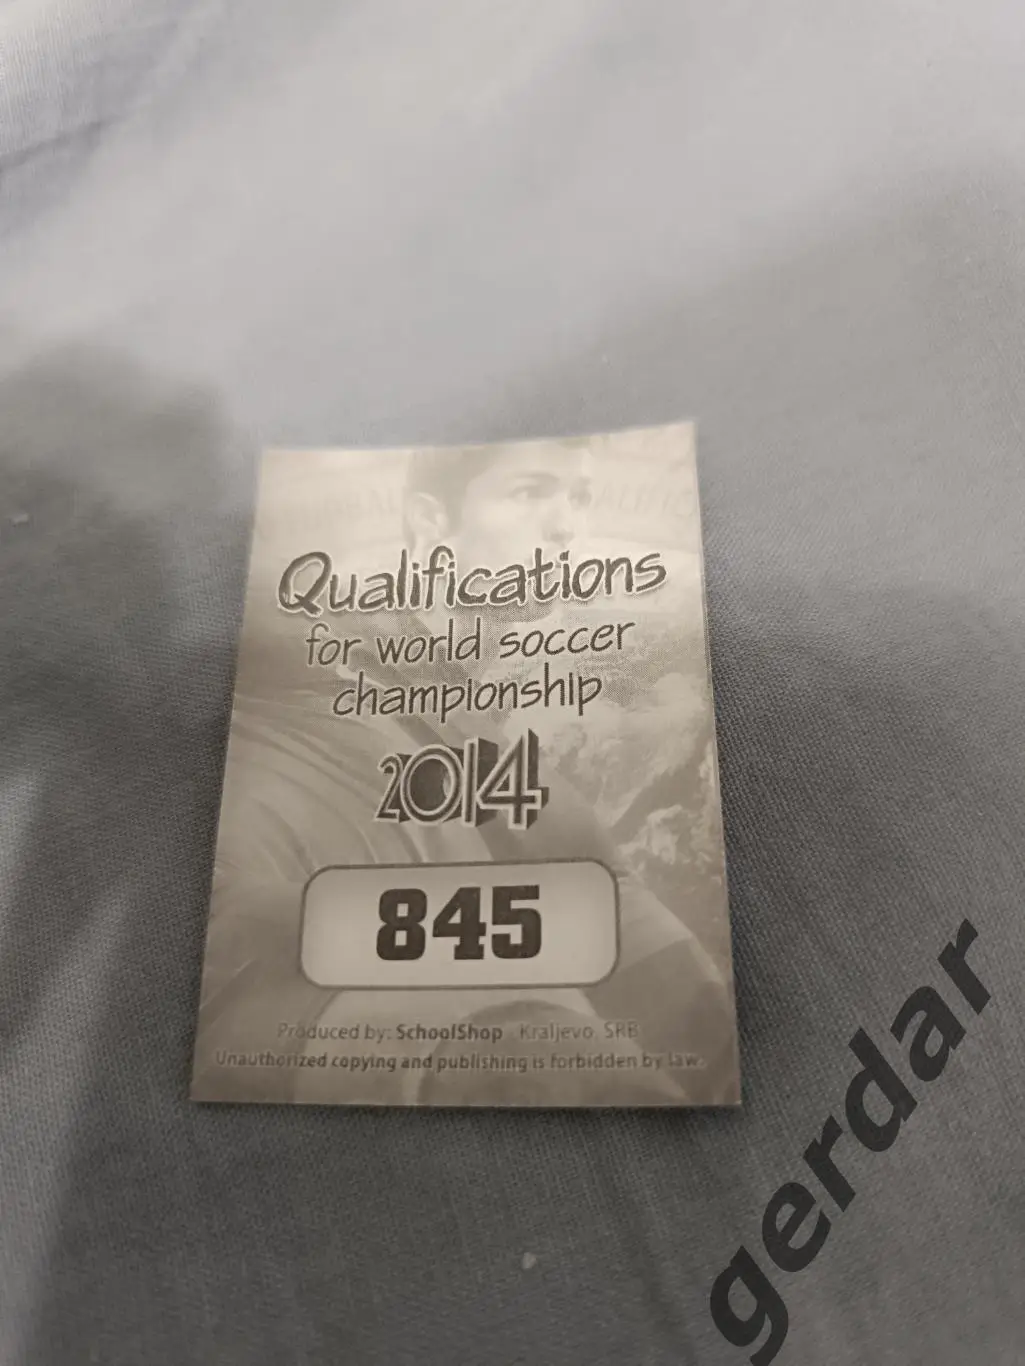 Qualifications
for world soccer
championship
2014
845
Produced by: SchoolShop - Kraljevo, SRB
Unauthorized copying and publishing is forbidden by law.
gerdar